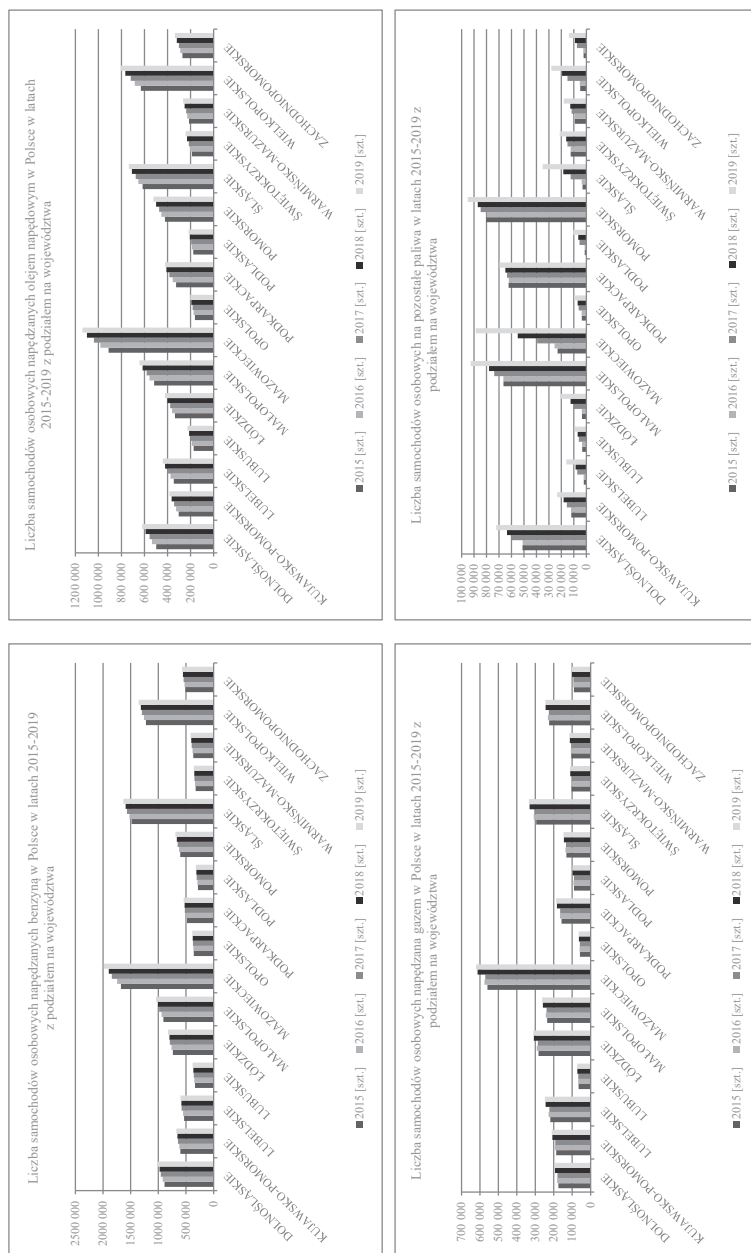 Liczba samochodów osobowych napędzanych benzyną w Polsce w latach 2015-2019
z podziałem na województwa
2500 000
2000 000
1500 000
1000 000
500 000
0
DOLNOŚLĄSKIE
KUJAWSKO-POMORSKIE
LUBELSKIE
LUBUSKIE
ŁÓDZKIE
MAŁOPOLSKIE
MAZOWIECKIE
OPOLSKIE
PODKARPACKIE
PODLASKIE
POMORSKIE
ŚLĄSKIE
ŚWIĘTOKRZYSKIE
WARMIŃSKO-MAZURSKIE
WIELKOPOLSKIE
ZACHODNIOPOMORSKIE
2015 [szt.] 2016 [szt.] 2017 [szt.] 2018 [szt.] 2019 [szt.]
Liczba samochodów osobowych napędzanych olejem napędowym w Polsce w latach
2015-2019 z podziałem na województwa
1200 000
1000 000
800 000
600 000
400 000
200 000
0
DOLNOŚLĄSKIE
KUJAWSKO-POMORSKIE
LUBELSKIE
LUBUSKIE
ŁÓDZKIE
MAŁOPOLSKIE
MAZOWIECKIE
OPOLSKIE
PODKARPACKIE
PODLASKIE
POMORSKIE
ŚLĄSKIE
ŚWIĘTOKRZYSKIE
WARMIŃSKO-MAZURSKIE
WIELKOPOLSKIE
ZACHODNIOPOMORSKIE
2015 [szt.] 2016 [szt.] 2017 [szt.] 2018 [szt.] 2019 [szt.]
Liczba samochodów osobowych napędzana gazem w Polsce w latach 2015-2019 z
podziałem na województwa
700 000
600 000
500 000
400 000
300 000
200 000
100 000
0
DOLNOŚLĄSKIE
KUJAWSKO-POMORSKIE
LUBELSKIE
LUBUSKIE
ŁÓDZKIE
MAŁOPOLSKIE
MAZOWIECKIE
OPOLSKIE
PODKARPACKIE
PODLASKIE
POMORSKIE
ŚLĄSKIE
ŚWIĘTOKRZYSKIE
WARMIŃSKO-MAZURSKIE
WIELKOPOLSKIE
ZACHODNIOPOMORSKIE
2015 [szt.] 2016 [szt.] 2017 [szt.] 2018 [szt.] 2019 [szt.]
Liczba samochodów osobowych na pozostałe paliwa w latach 2015-2019 z
podziałem na województwa
100 000
90 000
80 000
70 000
60 000
50 000
40 000
30 000
20 000
10 000
0
DOLNOŚLĄSKIE
KUJAWSKO-POMORSKIE
LUBELSKIE
LUBUSKIE
ŁÓDZKIE
MAŁOPOLSKIE
MAZOWIECKIE
OPOLSKIE
PODKARPACKIE
PODLASKIE
POMORSKIE
ŚLĄSKIE
ŚWIĘTOKRZYSKIE
WARMIŃSKO-MAZURSKIE
WIELKOPOLSKIE
ZACHODNIOPOMORSKIE
2015 [szt.] 2016 [szt.] 2017 [szt.] 2018 [szt.] 2019 [szt.]